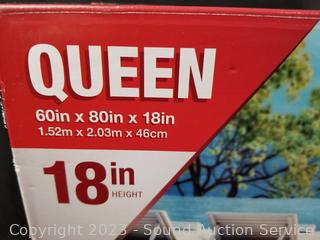 QUEEN
60in x 80in x 18in
1.52m x 2.03m x 46cm
18in
HEIGHT
Copyright 2023 - Sound Auction Service